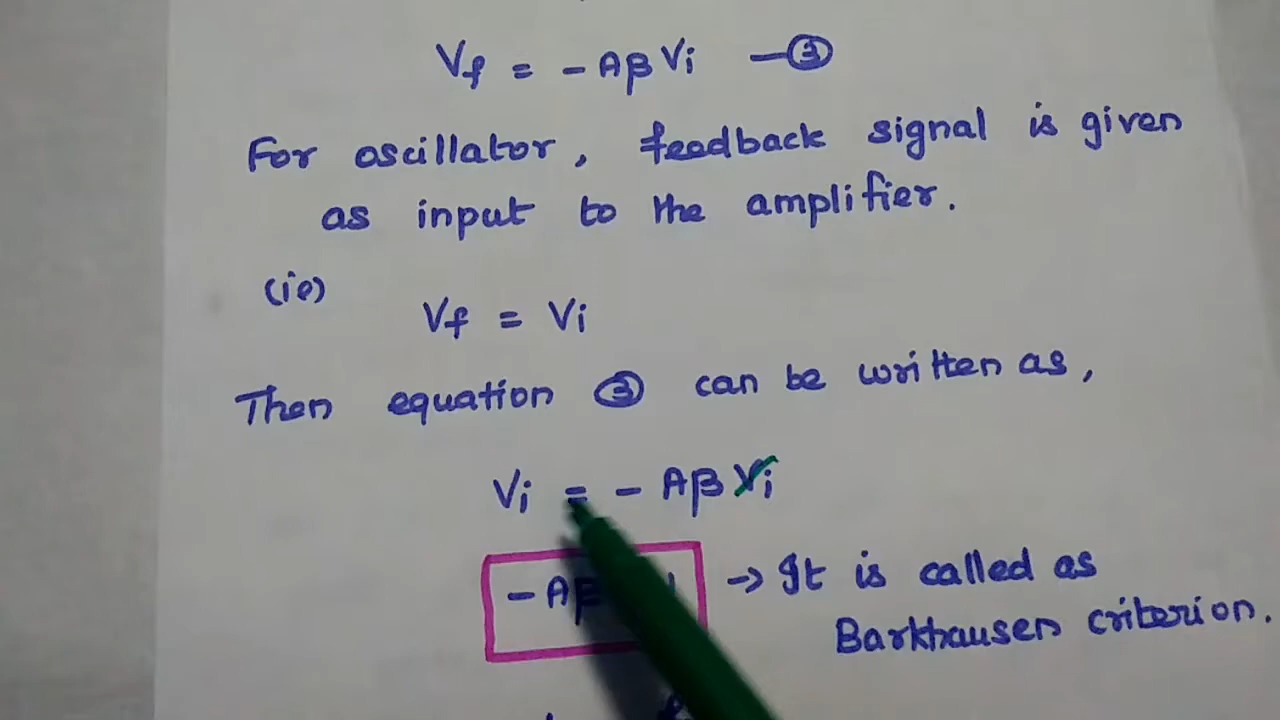 Vf = - Aβ Vi — ③
For oscillator, feedback signal is given
as input to the amplifier.
(ie)
Vf = Vi
Then equation ③ can be written as,
Vi = - Aβ Vi
- Aβ → It is called as
Barkhausen criterion.